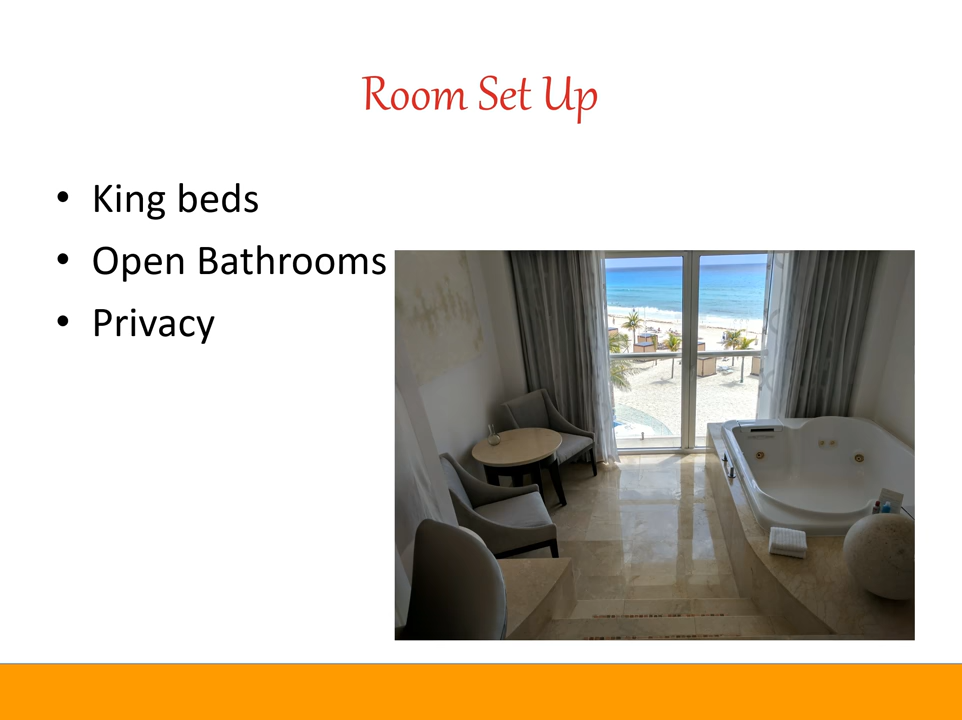 Room Set Up
• King beds
• Open Bathrooms
• Privacy